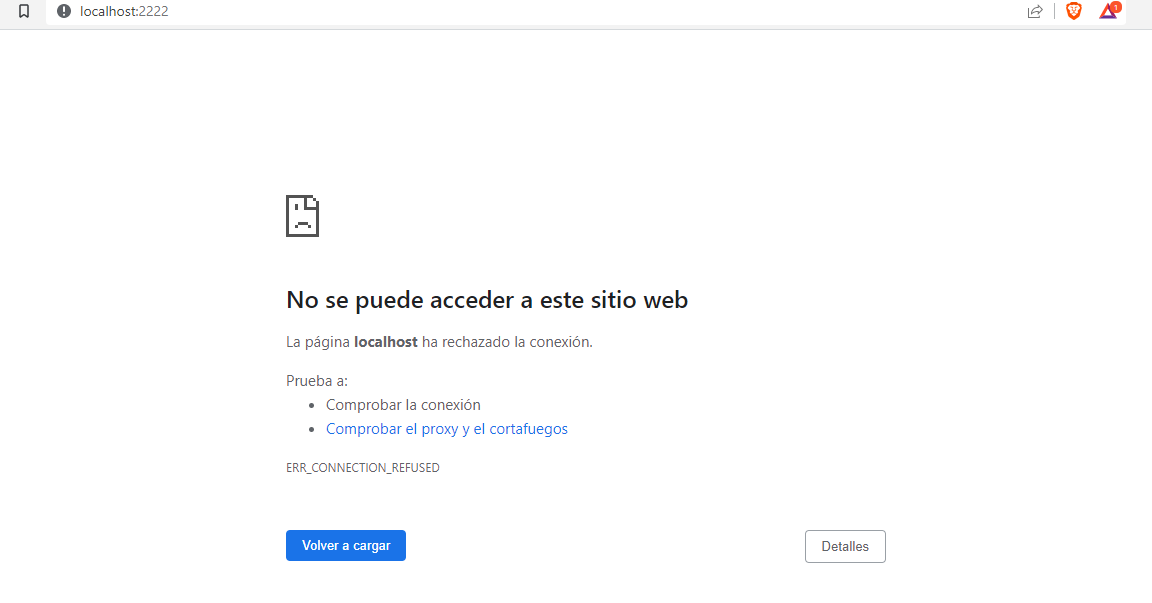 localhost:2222
1
No se puede acceder a este sitio web
La página localhost ha rechazado la conexión.
Prueba a:
• Comprobar la conexión
• Comprobar el proxy y el cortafuegos
ERR_CONNECTION_REFUSED
Volver a cargar
Detalles